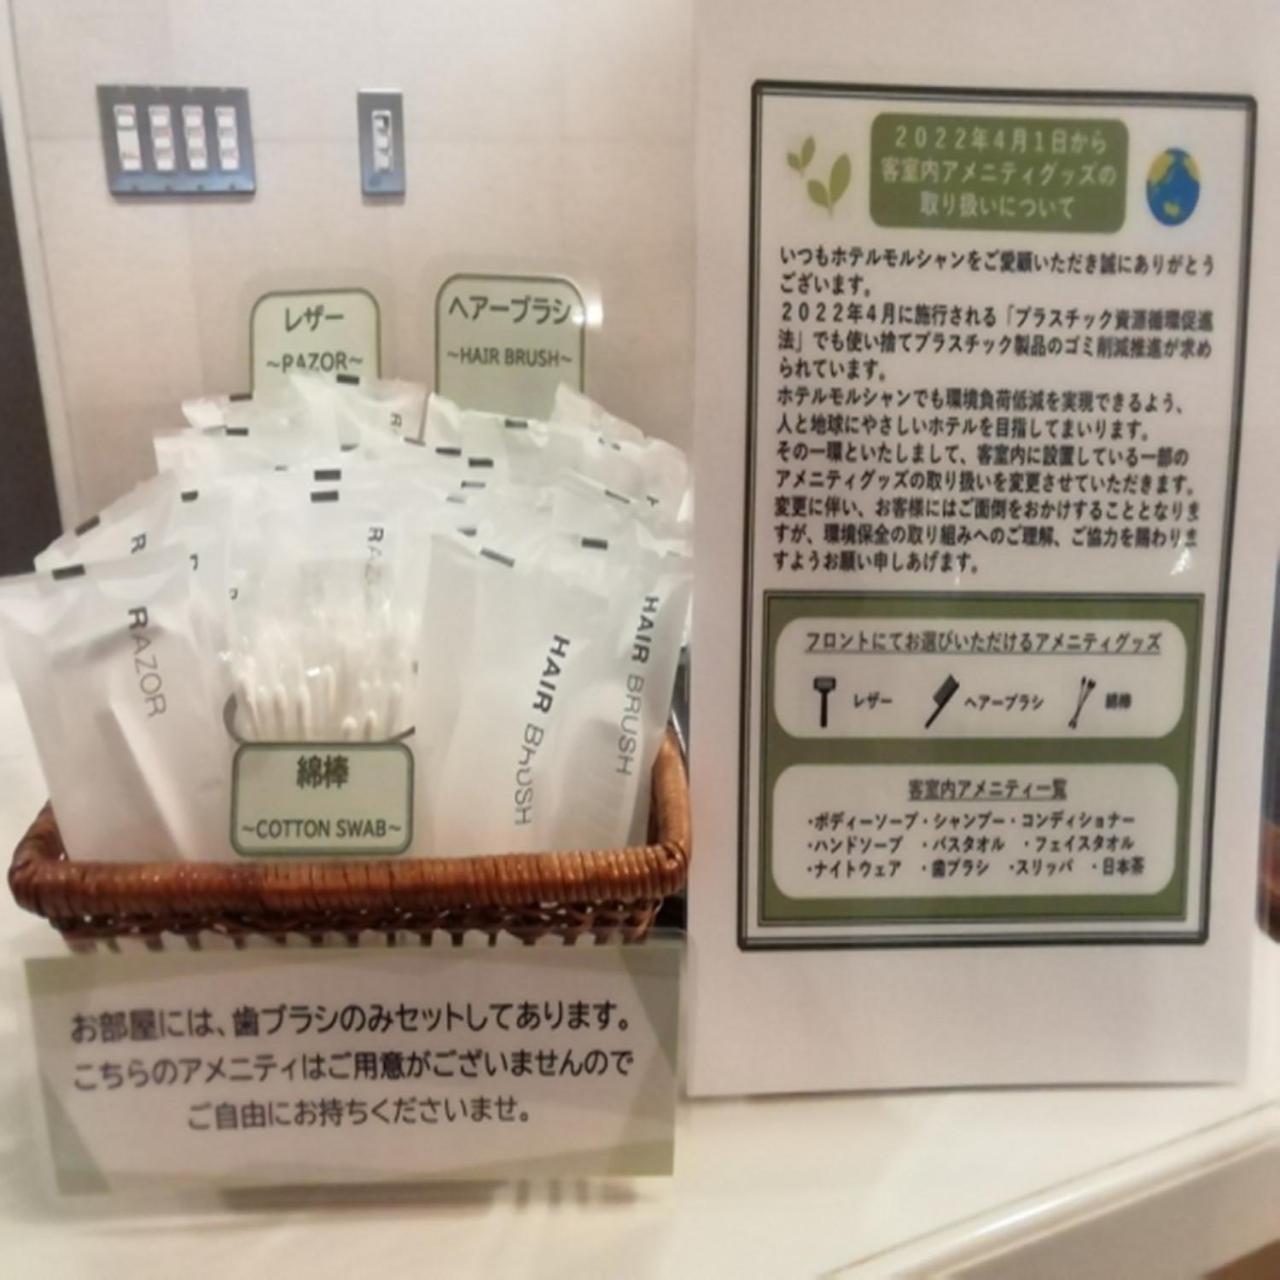 レザー
~RAZOR~
ヘアーブラシ
~HAIR BRUSH~
RAZOR
HAIR BRUSH
HAIR BRUSH
綿棒
~COTTON SWAB~
お部屋には、歯ブラシのみセットしてあります。
こちらのアメニティはご用意がございませんので
ご自由にお持ちくださいませ。
2022年4月1日から
客室内アメニティグッズの
取り扱いについて
いつもホテルモルシャンをご愛顧いただき誠にありがとう
ございます。
2022年4月に施行される「プラスチック資源循環促進
法」でも使い捨てプラスチック製品のゴミ削減推進が求め
られています。
ホテルモルシャンでも環境負荷低減を実現できるよう、
人と地球にやさしいホテルを目指してまいります。
その一環といたしまして、客室内に設置している一部の
アメニティグッズの取り扱いを変更させていただきます。
変更に伴い、お客様にはご面倒をおかけすることとなりま
すが、環境保全の取り組みへのご理解、ご協力を賜わりま
すようお願い申しあげます。
フロントにてお選びいただけるアメニティグッズ
レザー ヘアーブラシ 綿棒
客室内アメニティ一覧
・ボディーソープ・シャンプー・コンディショナー
・ハンドソープ ・バスタオル ・フェイスタオル
・ナイトウェア ・歯ブラシ ・スリッパ ・日本茶